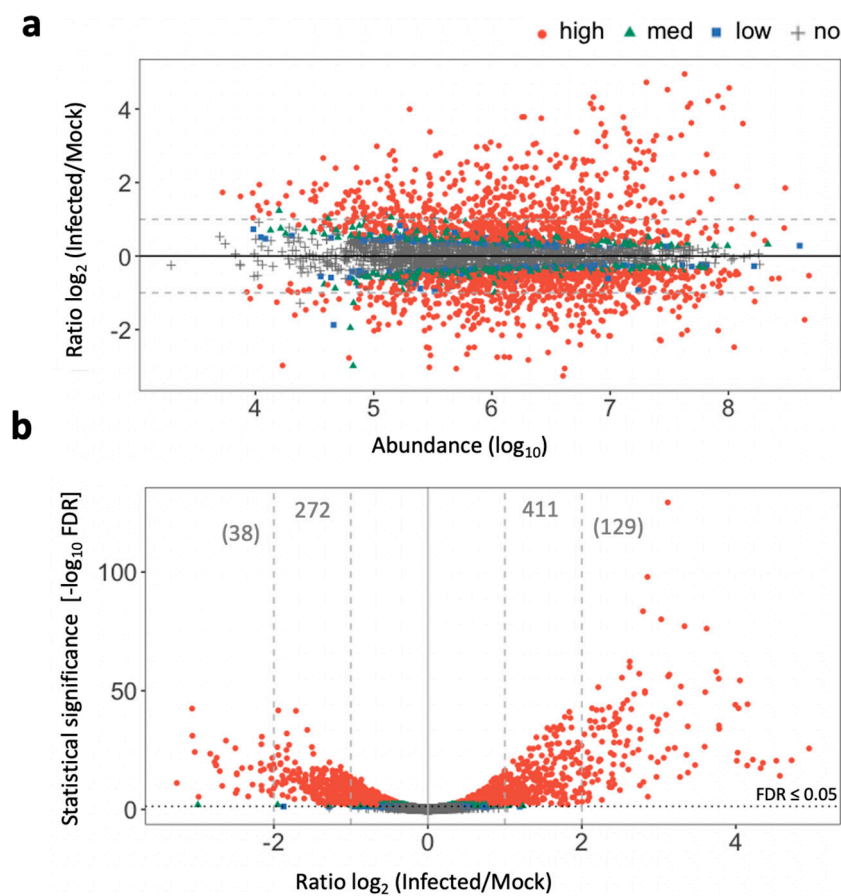 a
high med low no
4
2
0
-2
Ratio log₂ (Infected/Mock)
4 5 6 7 8
Abundance (log₁₀)
b
272 411
(38) (129)
100
50
0
Statistical significance [-log₁₀ FDR]
FDR ≤ 0.05
-2 0 2 4
Ratio log₂ (Infected/Mock)